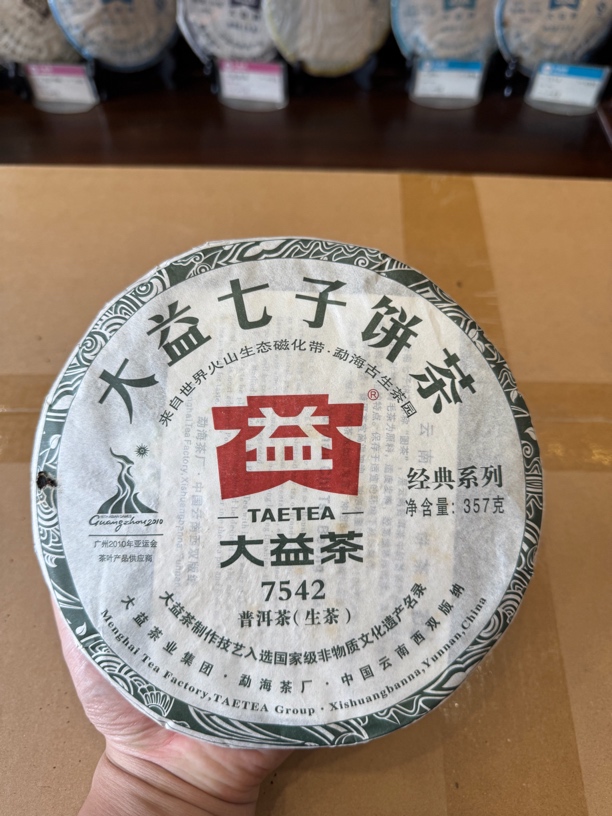 大益七子饼茶
来自世界火山生态磁化带·勐海古生茶园
益
®
TAETEA
大益茶
7542
普洱茶(生茶)
经典系列
净含量: 357克
Guangzhou2010
广州2010年亚运会
茶叶产品供应商
大益茶制作技艺入选国家级非物质文化遗产名录
大益茶业集团·勐海茶厂·中国云南西双版纳
Menghai Tea Factory,TAETEA Group·Xishuangbanna,Yunnan,China